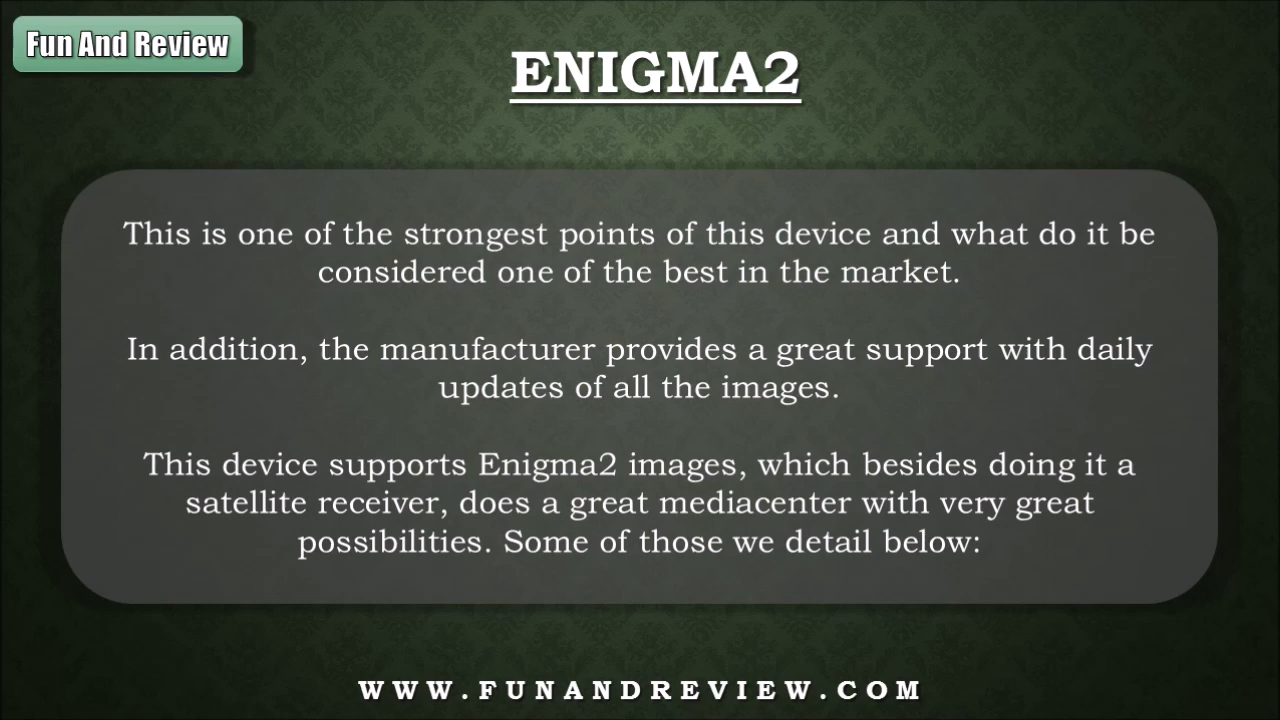 Fun And Review
ENIGMA2
This is one of the strongest points of this device and what do it be
considered one of the best in the market.
In addition, the manufacturer provides a great support with daily
updates of all the images.
This device supports Enigma2 images, which besides doing it a
satellite receiver, does a great mediacenter with very great
possibilities. Some of those we detail below:
WWW.FUNANDREVIEW.COM